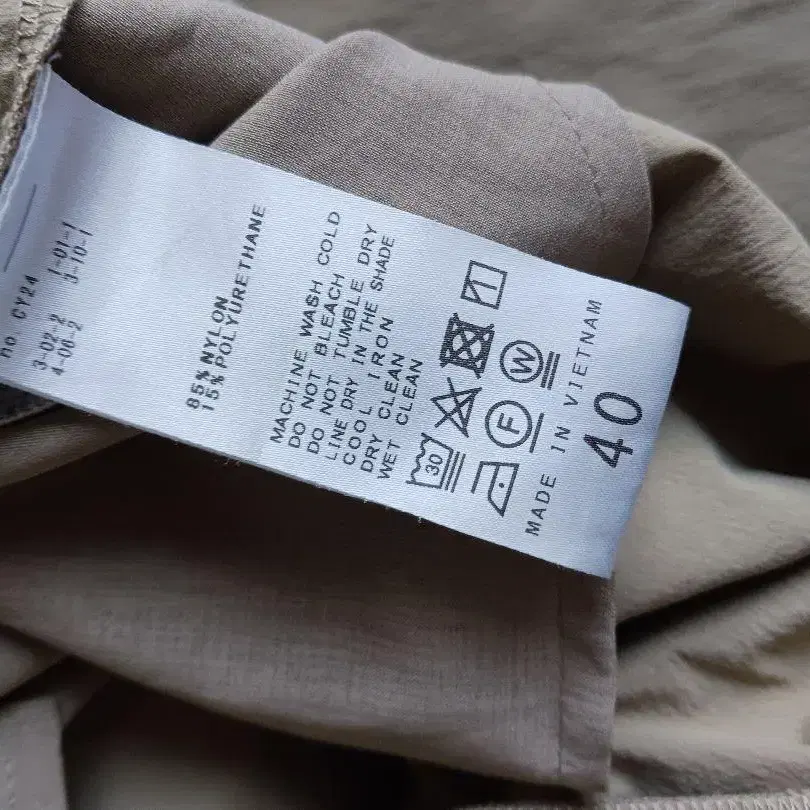 no CY24
3-02-2 1-01-1
4-00-2 3-10-1
85%NYLON
15%POLYURETHANE
MACHINE WASH COLD
DO NOT BLEACH
DO NOT TUMBLE DRY
LINE DRY IN THE SHADE
COOL IRON
DRY CLEAN
WET CLEAN
30
F W
MADE IN VIETNAM
40